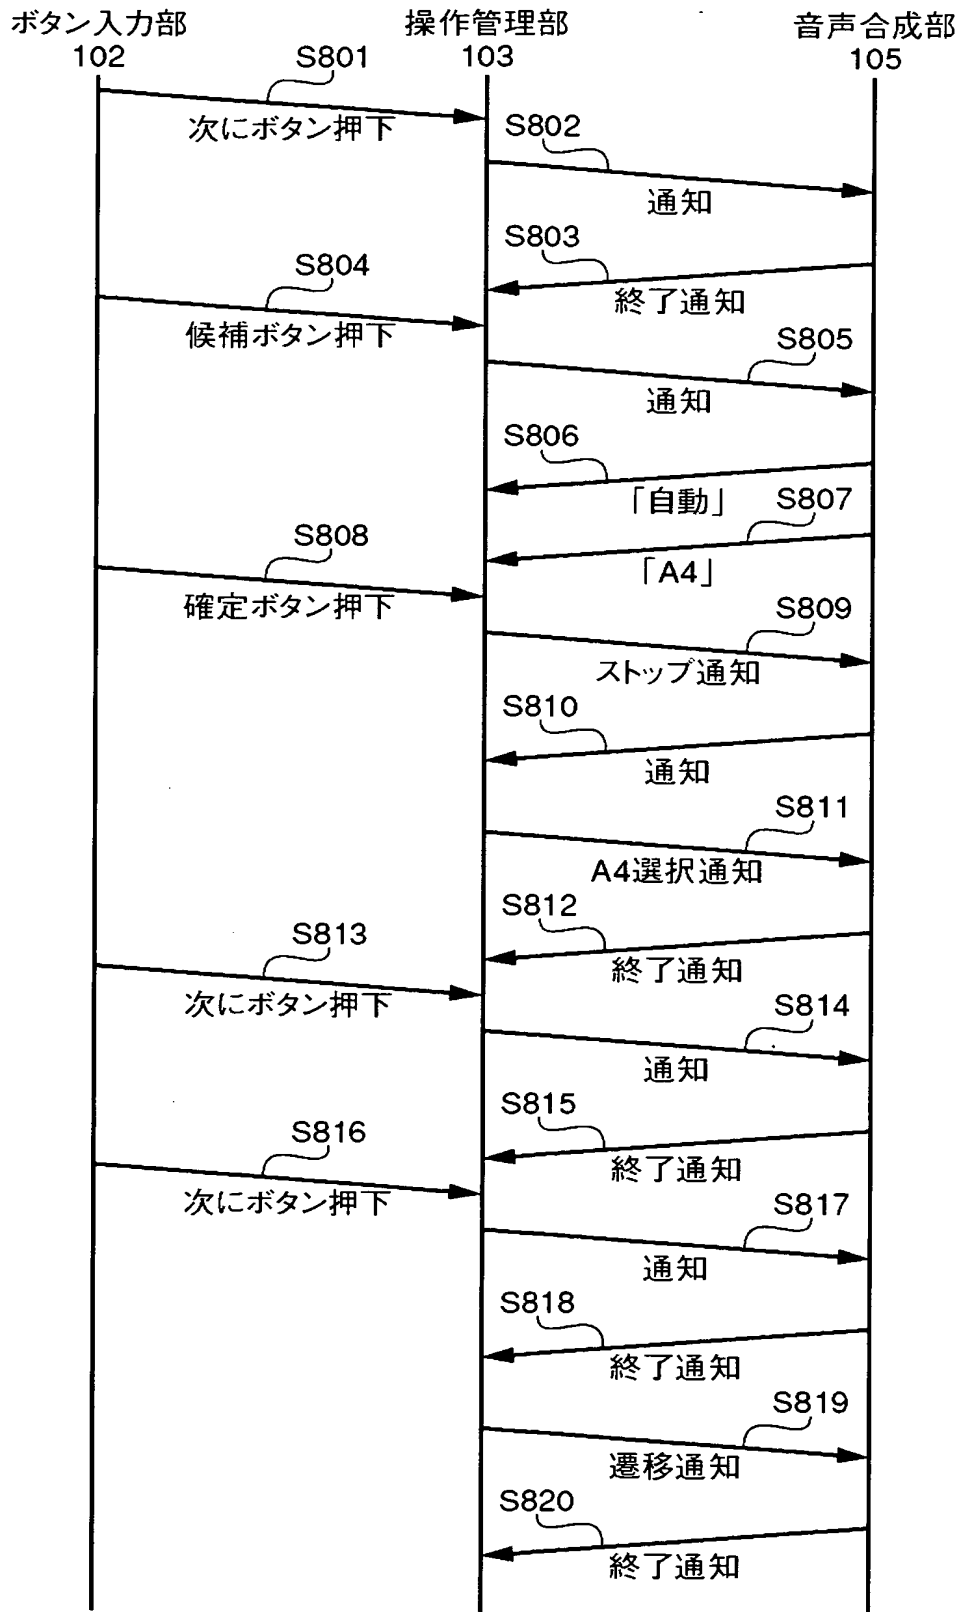 ボタン入力部
102
操作管理部
103
音声合成部
105
S801
次にボタン押下
S802
通知
S803
終了通知
S804
候補ボタン押下
S805
通知
S806
「自動」
S807
「A4」
S808
確定ボタン押下
S809
ストップ通知
S810
通知
S811
A4選択通知
S812
終了通知
S813
次にボタン押下
S814
通知
S815
終了通知
S816
次にボタン押下
S817
通知
S818
終了通知
S819
遷移通知
S820
終了通知